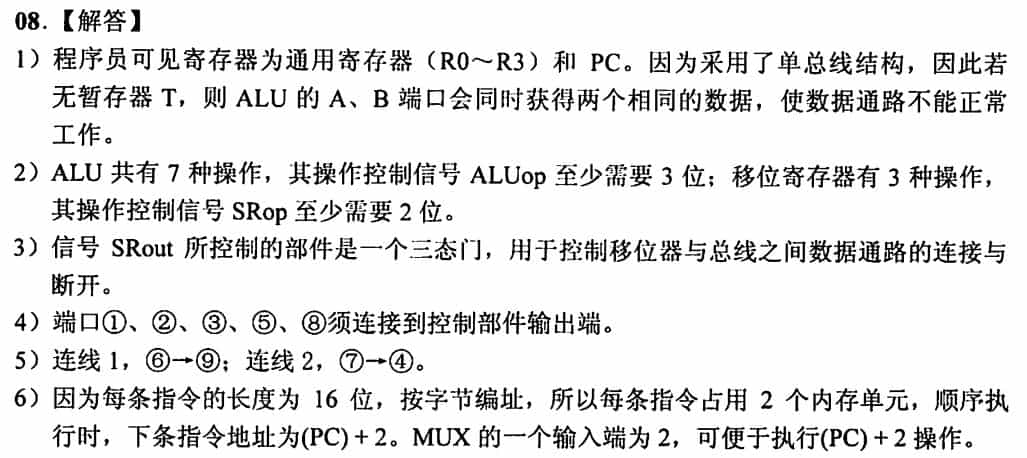 08.【解答】
1）程序员可见寄存器为通用寄存器（R0～R3）和 PC。因为采用了单总线结构，因此若
无暂存器 T，则 ALU 的 A、B 端口会同时获得两个相同的数据，使数据通路不能正常
工作。
2）ALU 共有 7 种操作，其操作控制信号 ALUop 至少需要 3 位；移位寄存器有 3 种操作，
其操作控制信号 SRop 至少需要 2 位。
3）信号 SRout 所控制的部件是一个三态门，用于控制移位器与总线之间数据通路的连接与
断开。
4）端口①、②、③、⑤、⑧须连接到控制部件输出端。
5）连线 1，⑥→⑨；连线 2，⑦→④。
6）因为每条指令的长度为 16 位，按字节编址，所以每条指令占用 2 个内存单元，顺序执
行时，下条指令地址为(PC) + 2。MUX 的一个输入端为 2，可便于执行(PC) + 2 操作。